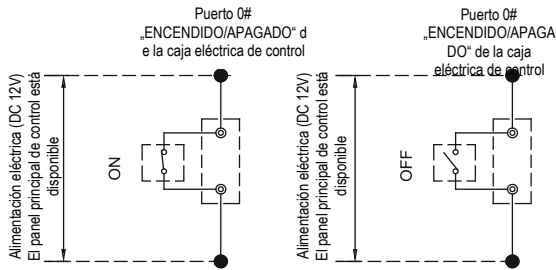 Puerto 0#
„ENCENDIDO/APAGADO“ d
e la caja eléctrica de control
Alimentación eléctrica (DC 12V)
El panel principal de control está
disponible
ON
Puerto 0#
„ENCENDIDO/APAGA
DO“ de la caja
eléctrica de control
Alimentación eléctrica (DC 12V)
El panel principal de control está
disponible
OFF